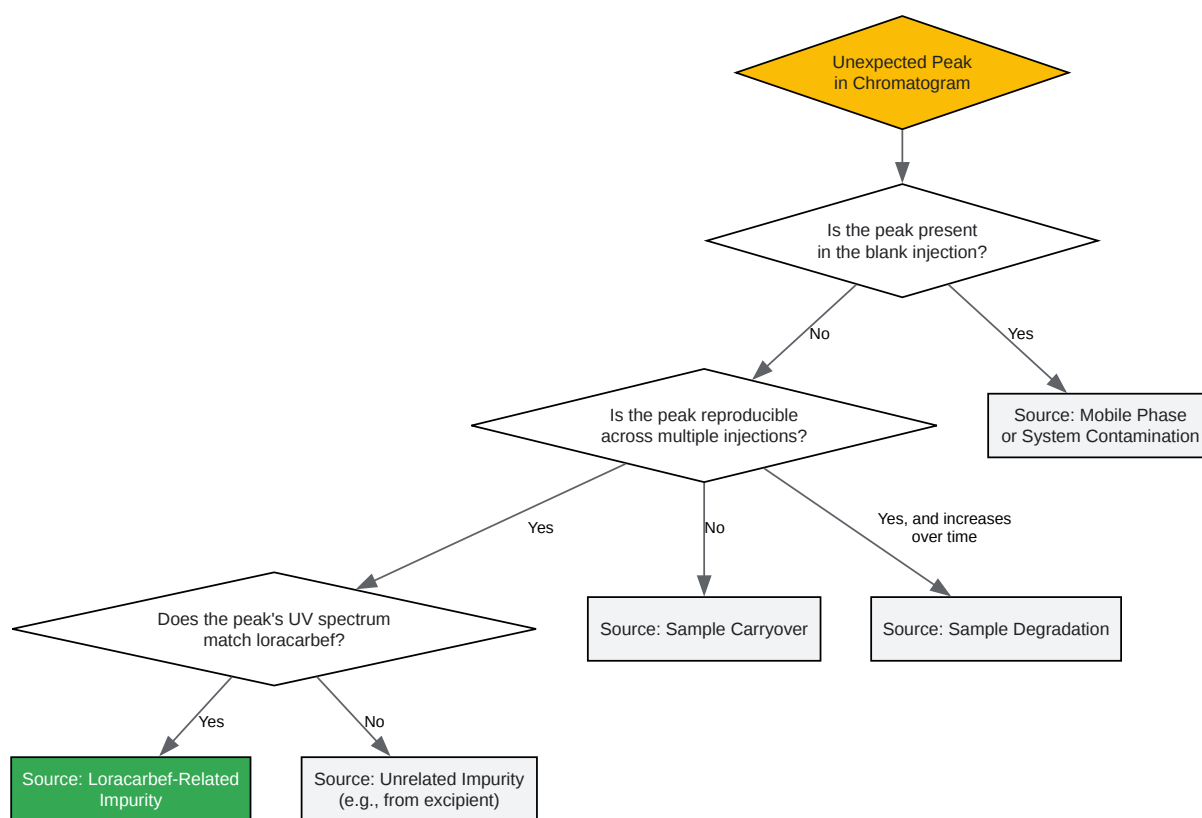 Unexpected Peak
in Chromatogram
Is the peak present
in the blank injection?
No
Yes
Is the peak reproducible
across multiple injections?
Source: Mobile Phase
or System Contamination
Yes
No
Yes, and increases
over time
Does the peak's UV spectrum
match loracarbef?
Source: Sample Carryover
Source: Sample Degradation
Yes
No
Source: Loracarbef-Related
Impurity
Source: Unrelated Impurity
(e.g., from excipient)